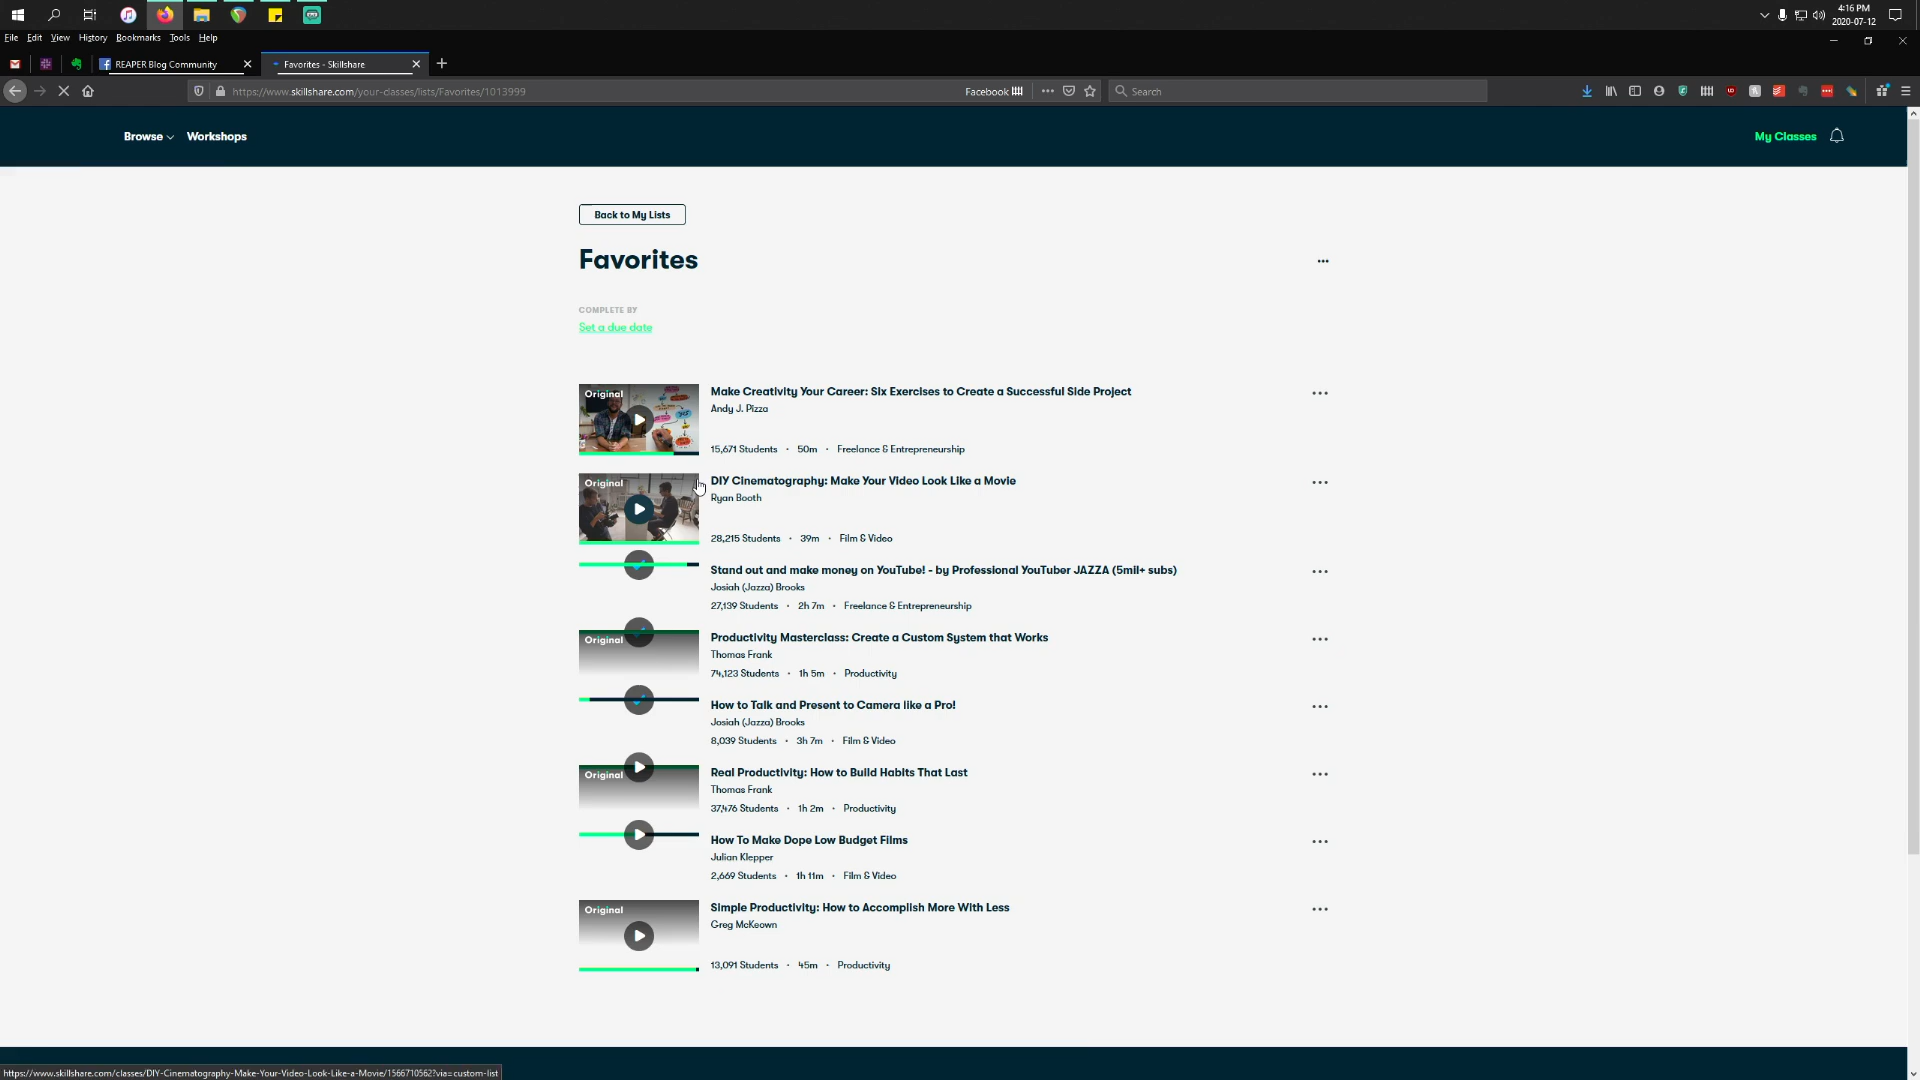 4:16 PM
2020-07-12
File Edit View History Bookmarks Tools Help
REAPER Blog Community
Favorites - Skillshare
https://www.skillshare.com/your-classes/lists/Favorites/1013999
Facebook
Search
Browse
Workshops
My Classes
Back to My Lists
Favorites
COMPLETE BY
Set a due date
Original
Make Creativity Your Career: Six Exercises to Create a Successful Side Project
Andy J. Pizza
15,671 Students · 50m · Freelance & Entrepreneurship
Original
DIY Cinematography: Make Your Video Look Like a Movie
Ryan Booth
28,215 Students · 39m · Film & Video
Stand out and make money on YouTube! - by Professional YouTuber JAZZA (5mil+ subs)
Josiah (Jazza) Brooks
27,139 Students · 2h 7m · Freelance & Entrepreneurship
Original
Productivity Masterclass: Create a Custom System that Works
Thomas Frank
74,123 Students · 1h 5m · Productivity
How to Talk and Present to Camera like a Pro!
Josiah (Jazza) Brooks
8,039 Students · 3h 7m · Film & Video
Original
Real Productivity: How to Build Habits That Last
Thomas Frank
37,476 Students · 1h 2m · Productivity
How To Make Dope Low Budget Films
Julian Klepper
2,669 Students · 1h 11m · Film & Video
Original
Simple Productivity: How to Accomplish More With Less
Greg McKeown
13,091 Students · 45m · Productivity
https://www.skillshare.com/classes/DIY-Cinematography-Make-Your-Video-Look-Like-a-Movie/1566710562?via=custom-list